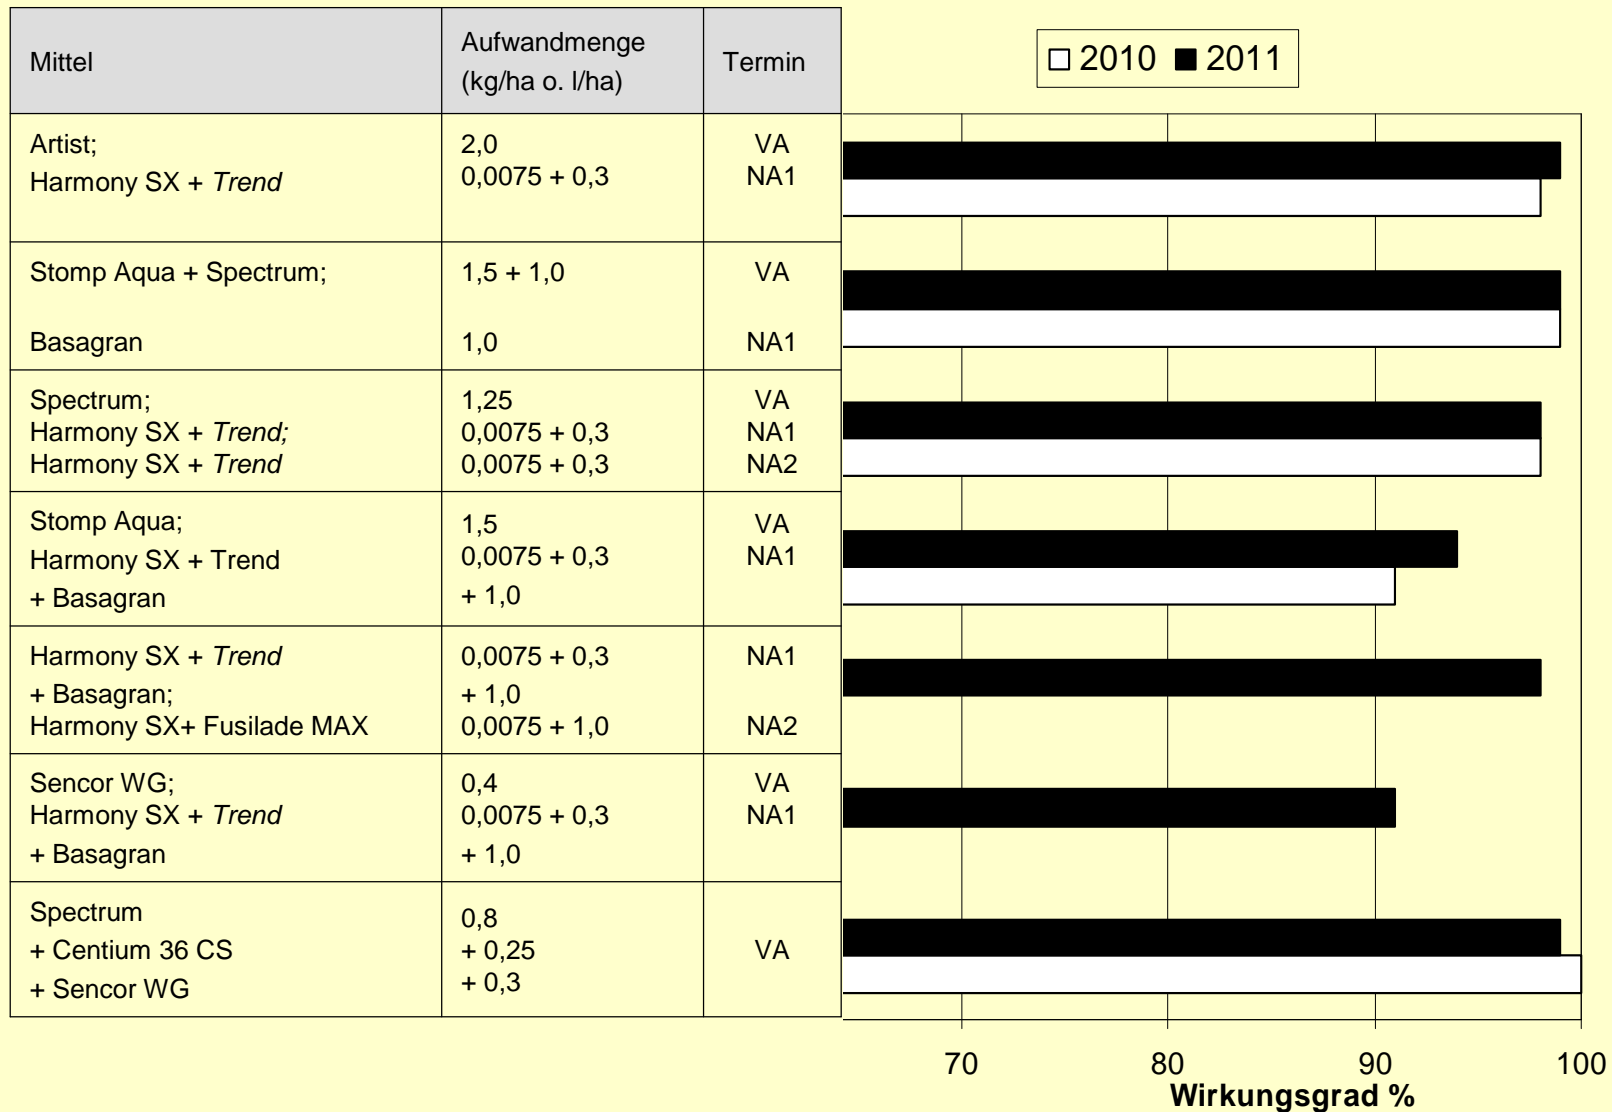 Mittel
Aufwandmenge
(kg/ha o. l/ha)
Termin
2010 2011
Artist; 2,0 VA
Harmony SX + Trend 0,0075 + 0,3 NA1
Stomp Aqua + Spectrum; 1,5 + 1,0 VA
Basagran 1,0 NA1
Spectrum; 1,25 VA
Harmony SX + Trend; 0,0075 + 0,3 NA1
Harmony SX + Trend 0,0075 + 0,3 NA2
Stomp Aqua; 1,5 VA
Harmony SX + Trend 0,0075 + 0,3 NA1
+ Basagran + 1,0
Harmony SX + Trend 0,0075 + 0,3 NA1
+ Basagran; + 1,0
Harmony SX+ Fusilade MAX 0,0075 + 1,0 NA2
Sencor WG; 0,4 VA
Harmony SX + Trend 0,0075 + 0,3 NA1
+ Basagran + 1,0
Spectrum 0,8
+ Centium 36 CS + 0,25 VA
+ Sencor WG + 0,3
70 80 90 100
Wirkungsgrad %